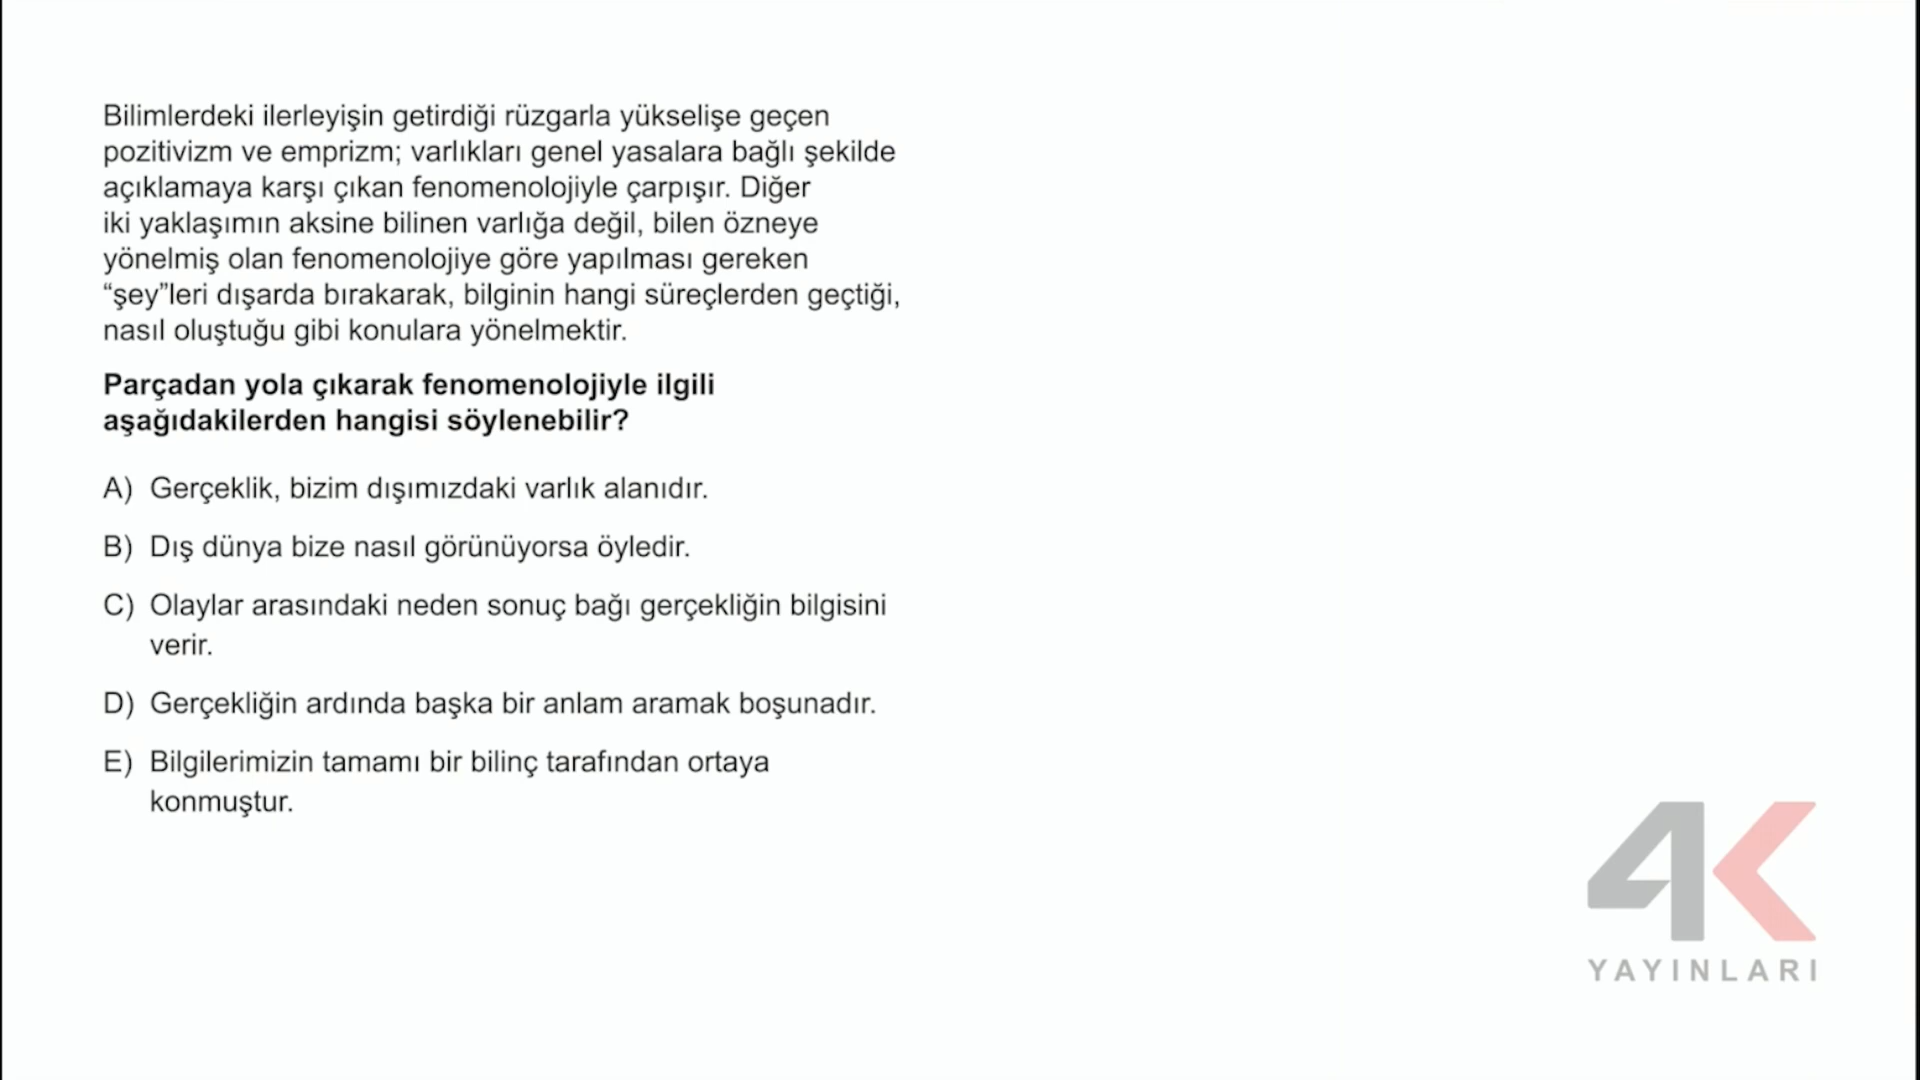 Bilimlerdeki ilerleyişin getirdiği rüzgarla yükselişe geçen
pozitivizm ve emprizm; varlıkları genel yasalara bağlı şekilde
açıklamaya karşı çıkan fenomenolojiyle çarpışır. Diğer
iki yaklaşımın aksine bilinen varlığa değil, bilen özneye
yönelmiş olan fenomenolojiye göre yapılması gereken
“şey”leri dışarda bırakarak, bilginin hangi süreçlerden geçtiği,
nasıl oluştuğu gibi konulara yönelmektir.
Parçadan yola çıkarak fenomenolojiyle ilgili
aşağıdakilerden hangisi söylenebilir?
A) Gerçeklik, bizim dışımızdaki varlık alanıdır.
B) Dış dünya bize nasıl görünüyorsa öyledir.
C) Olaylar arasındaki neden sonuç bağı gerçekliğin bilgisini
verir.
D) Gerçekliğin ardında başka bir anlam aramak boşunadır.
E) Bilgilerimizin tamamı bir bilinç tarafından ortaya
konmuştur.
4K
YAYINLARI